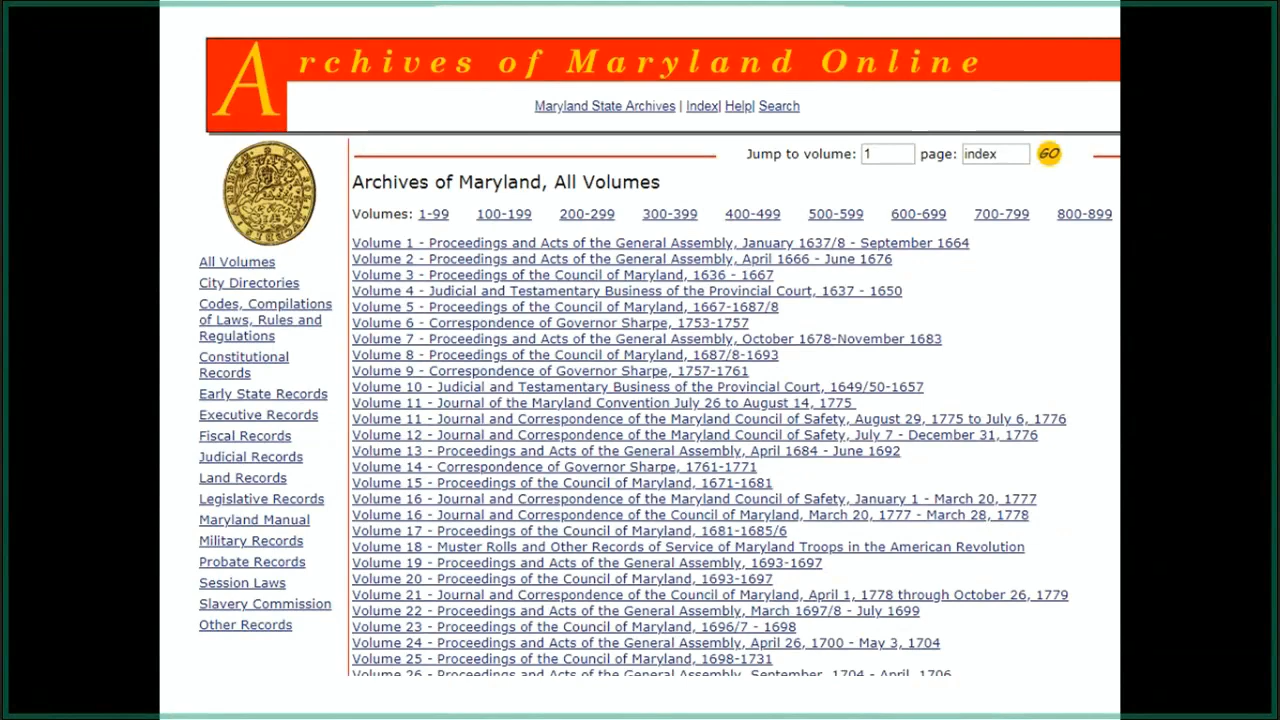 Archives of Maryland Online
Maryland State Archives | Index| Help| Search
Jump to volume: 1 page: index GO
Archives of Maryland, All Volumes
Volumes: 1-99 100-199 200-299 300-399 400-499 500-599 600-699 700-799 800-899
All Volumes
City Directories
Codes, Compilations
of Laws, Rules and
Regulations
Constitutional
Records
Early State Records
Executive Records
Fiscal Records
Judicial Records
Land Records
Legislative Records
Maryland Manual
Military Records
Probate Records
Session Laws
Slavery Commission
Other Records
Volume 1 - Proceedings and Acts of the General Assembly, January 1637/8 - September 1664
Volume 2 - Proceedings and Acts of the General Assembly, April 1666 - June 1676
Volume 3 - Proceedings of the Council of Maryland, 1636 - 1667
Volume 4 - Judicial and Testamentary Business of the Provincial Court, 1637 - 1650
Volume 5 - Proceedings of the Council of Maryland, 1667-1687/8
Volume 6 - Correspondence of Governor Sharpe, 1753-1757
Volume 7 - Proceedings and Acts of the General Assembly, October 1678-November 1683
Volume 8 - Proceedings of the Council of Maryland, 1687/8-1693
Volume 9 - Correspondence of Governor Sharpe, 1757-1761
Volume 10 - Judicial and Testamentary Business of the Provincial Court, 1649/50-1657
Volume 11 - Journal of the Maryland Convention July 26 to August 14, 1775
Volume 11 - Journal and Correspondence of the Maryland Council of Safety, August 29, 1775 to July 6, 1776
Volume 12 - Journal and Correspondence of the Maryland Council of Safety, July 7 - December 31, 1776
Volume 13 - Proceedings and Acts of the General Assembly, April 1684 - June 1692
Volume 14 - Correspondence of Governor Sharpe, 1761-1771
Volume 15 - Proceedings of the Council of Maryland, 1671-1681
Volume 16 - Journal and Correspondence of the Maryland Council of Safety, January 1 - March 20, 1777
Volume 16 - Journal and Correspondence of the Council of Maryland, March 20, 1777 - March 28, 1778
Volume 17 - Proceedings of the Council of Maryland, 1681-1685/6
Volume 18 - Muster Rolls and Other Records of Service of Maryland Troops in the American Revolution
Volume 19 - Proceedings and Acts of the General Assembly, 1693-1697
Volume 20 - Proceedings of the Council of Maryland, 1693-1697
Volume 21 - Journal and Correspondence of the Council of Maryland, April 1, 1778 through October 26, 1779
Volume 22 - Proceedings and Acts of the General Assembly, March 1697/8 - July 1699
Volume 23 - Proceedings of the Council of Maryland, 1696/7 - 1698
Volume 24 - Proceedings and Acts of the General Assembly, April 26, 1700 - May 3, 1704
Volume 25 - Proceedings of the Council of Maryland, 1698-1731
Volume 26 - Proceedings and Acts of the General Assembly, September, 1704 - April, 1706